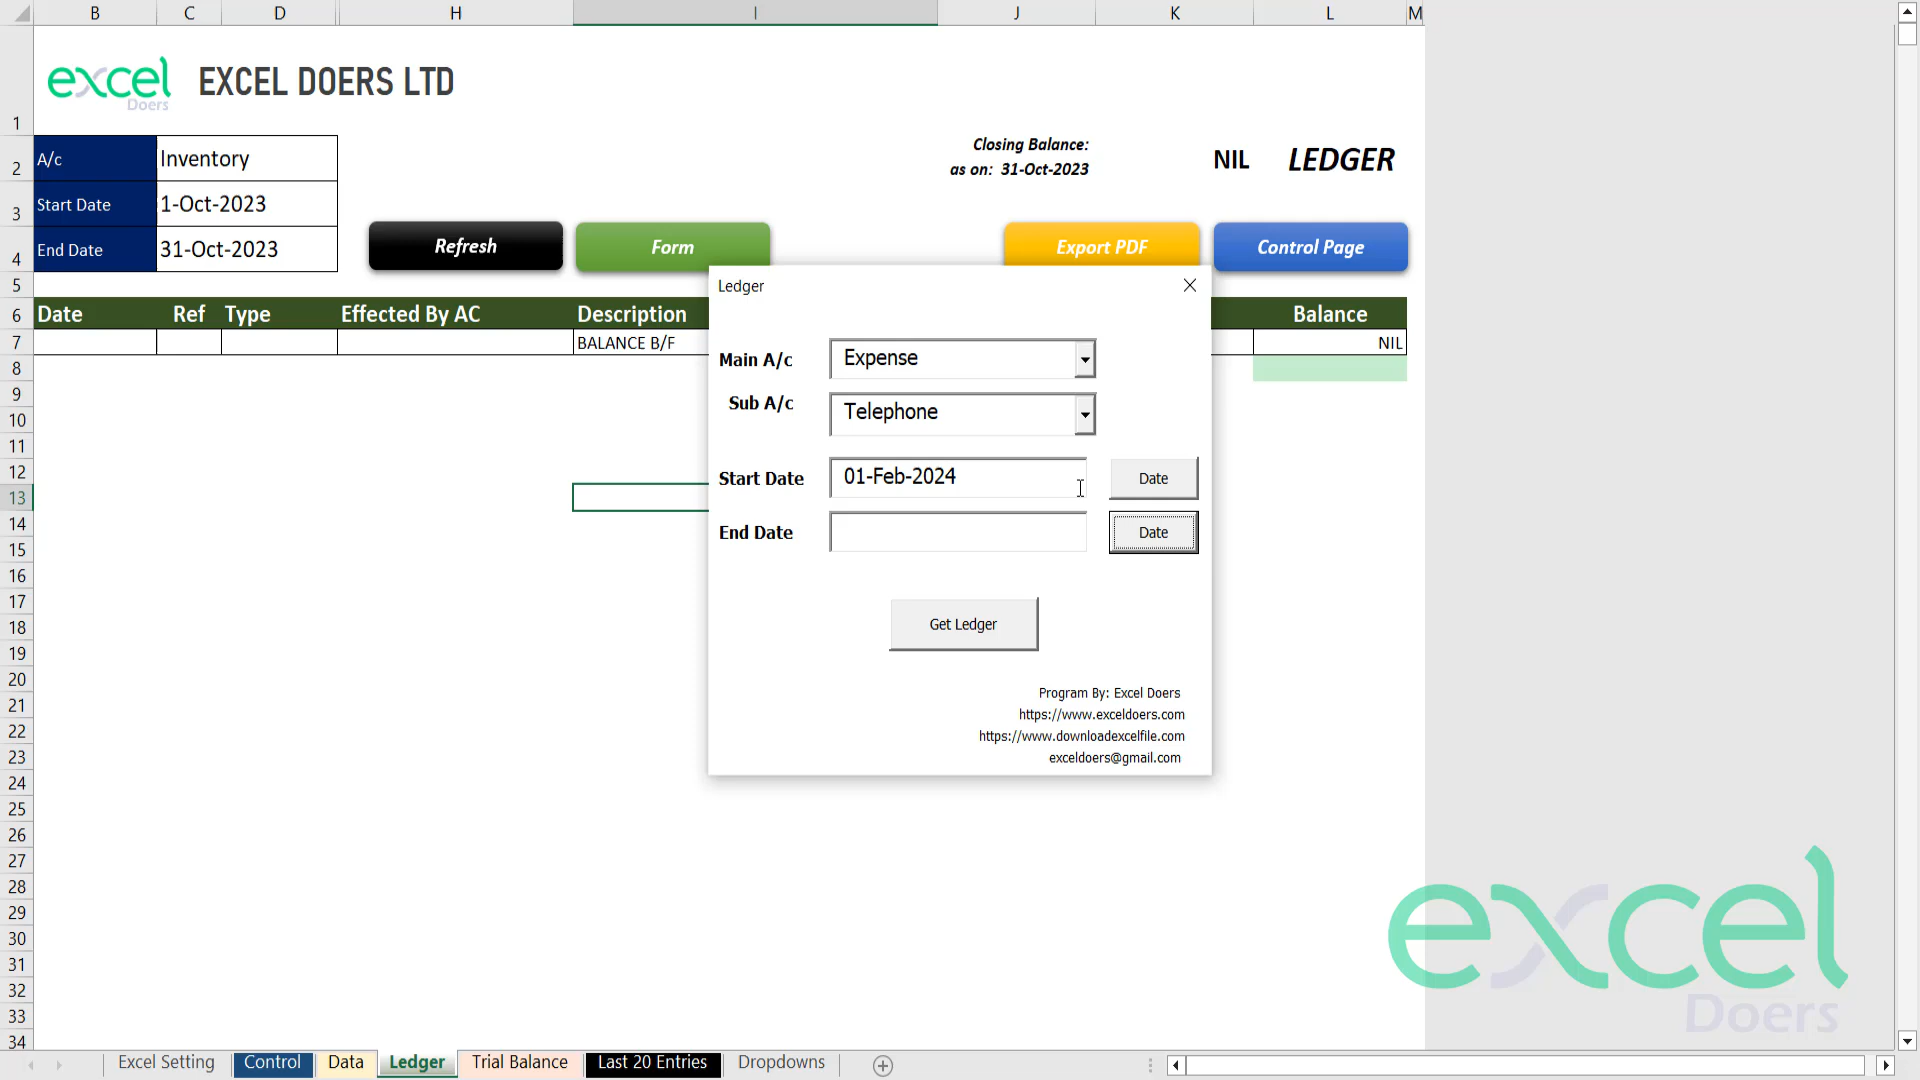 B C D H I J K L M
excel
Doers
EXCEL DOERS LTD
1
2 A/c Inventory
Closing Balance:
as on: 31-Oct-2023
NIL LEDGER
3 Start Date 1-Oct-2023
4 End Date 31-Oct-2023
Refresh Form Export PDF Control Page
5
6 Date Ref Type Effected By AC Description Balance
7 BALANCE B/F NIL
8
9
10
11
12
13
14
15
16
17
18
19
20
21
22
23
24
25
26
27
28
29
30
31
32
33
34
Ledger
Main A/c Expense
Sub A/c Telephone
Start Date 01-Feb-2024 Date
End Date Date
Get Ledger
Program By: Excel Doers
https://www.exceldoers.com
https://www.downloadexcelfile.com
exceldoers@gmail.com
excel
Doers
Excel Setting Control Data Ledger Trial Balance Last 20 Entries Dropdowns